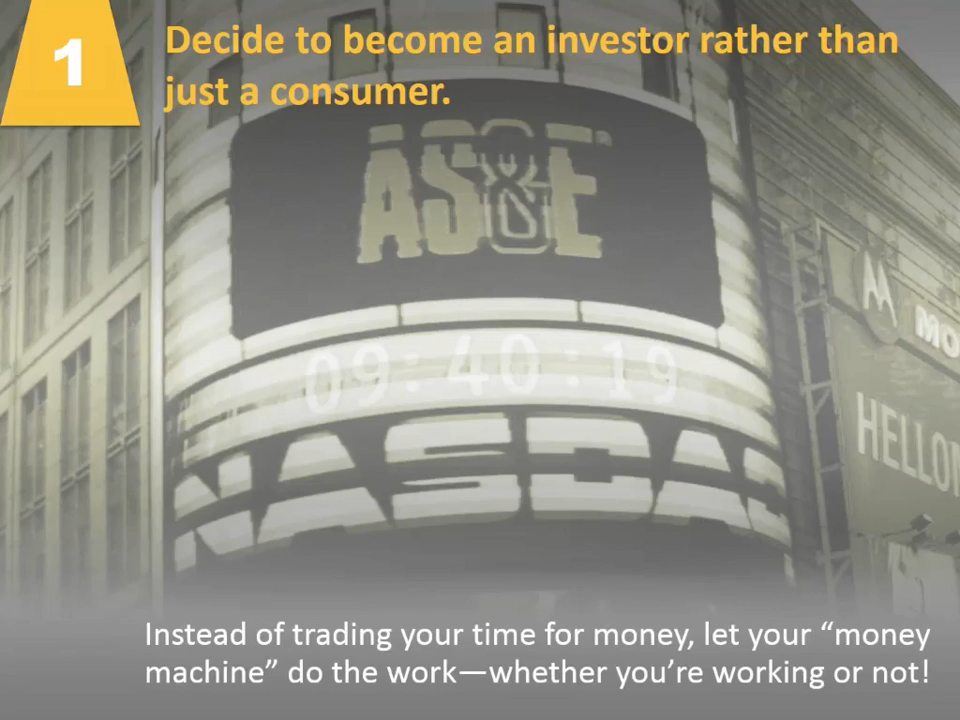 1
Decide to become an investor rather than
just a consumer.
09:40:19
NASDAQ
MO
HELLO
Instead of trading your time for money, let your “money
machine” do the work—whether you’re working or not!